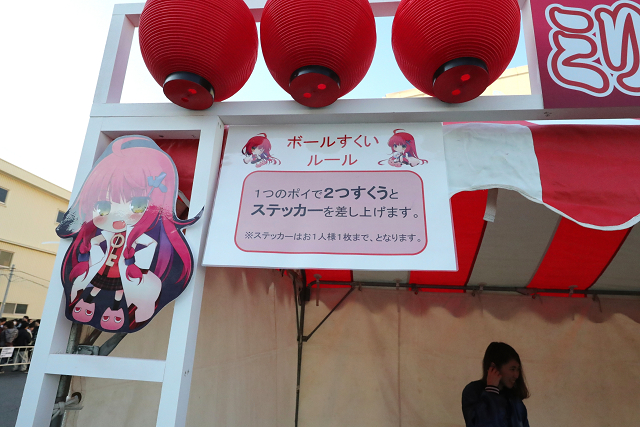 ボールすくい
ルール
1つのポイで2つすくうと
ステッカーを差し上げます。
※ステッカーはお1人様1枚まで、となります。